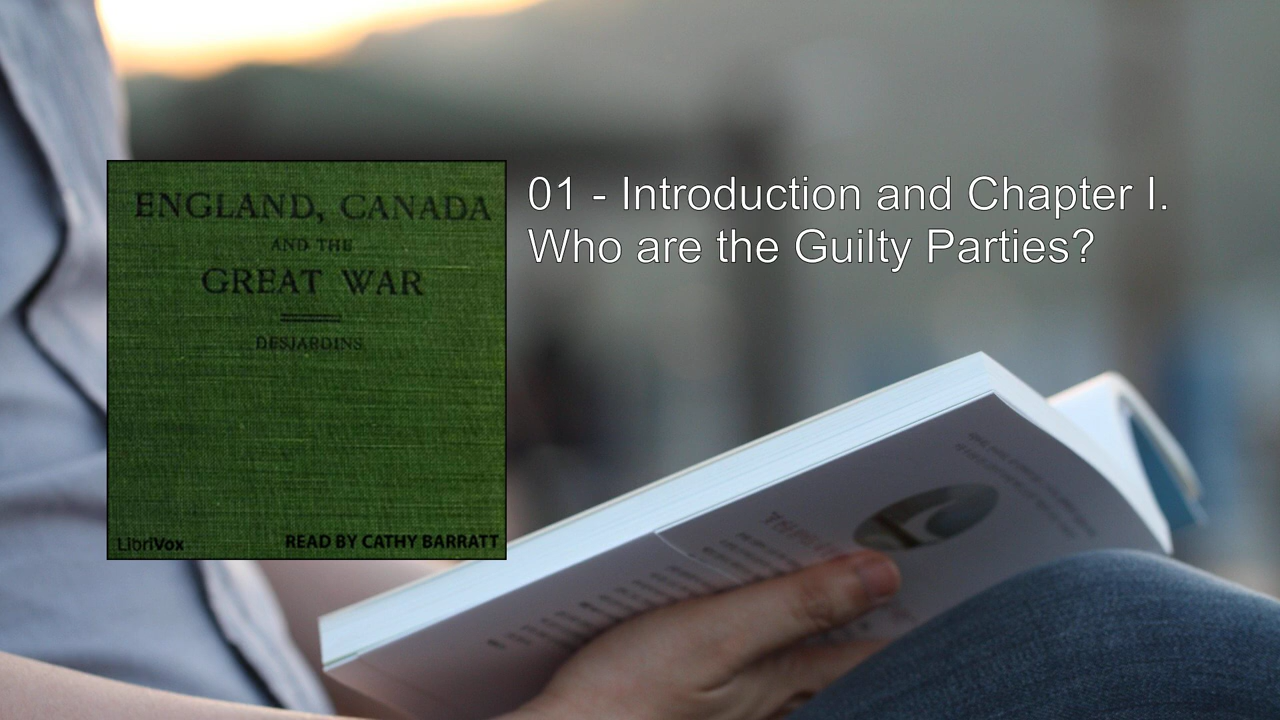 ENGLAND, CANADA
AND THE
GREAT WAR
DESJARDINS
LibriVox
READ BY CATHY BARRATT
01 - Introduction and Chapter I.
Who are the Guilty Parties?